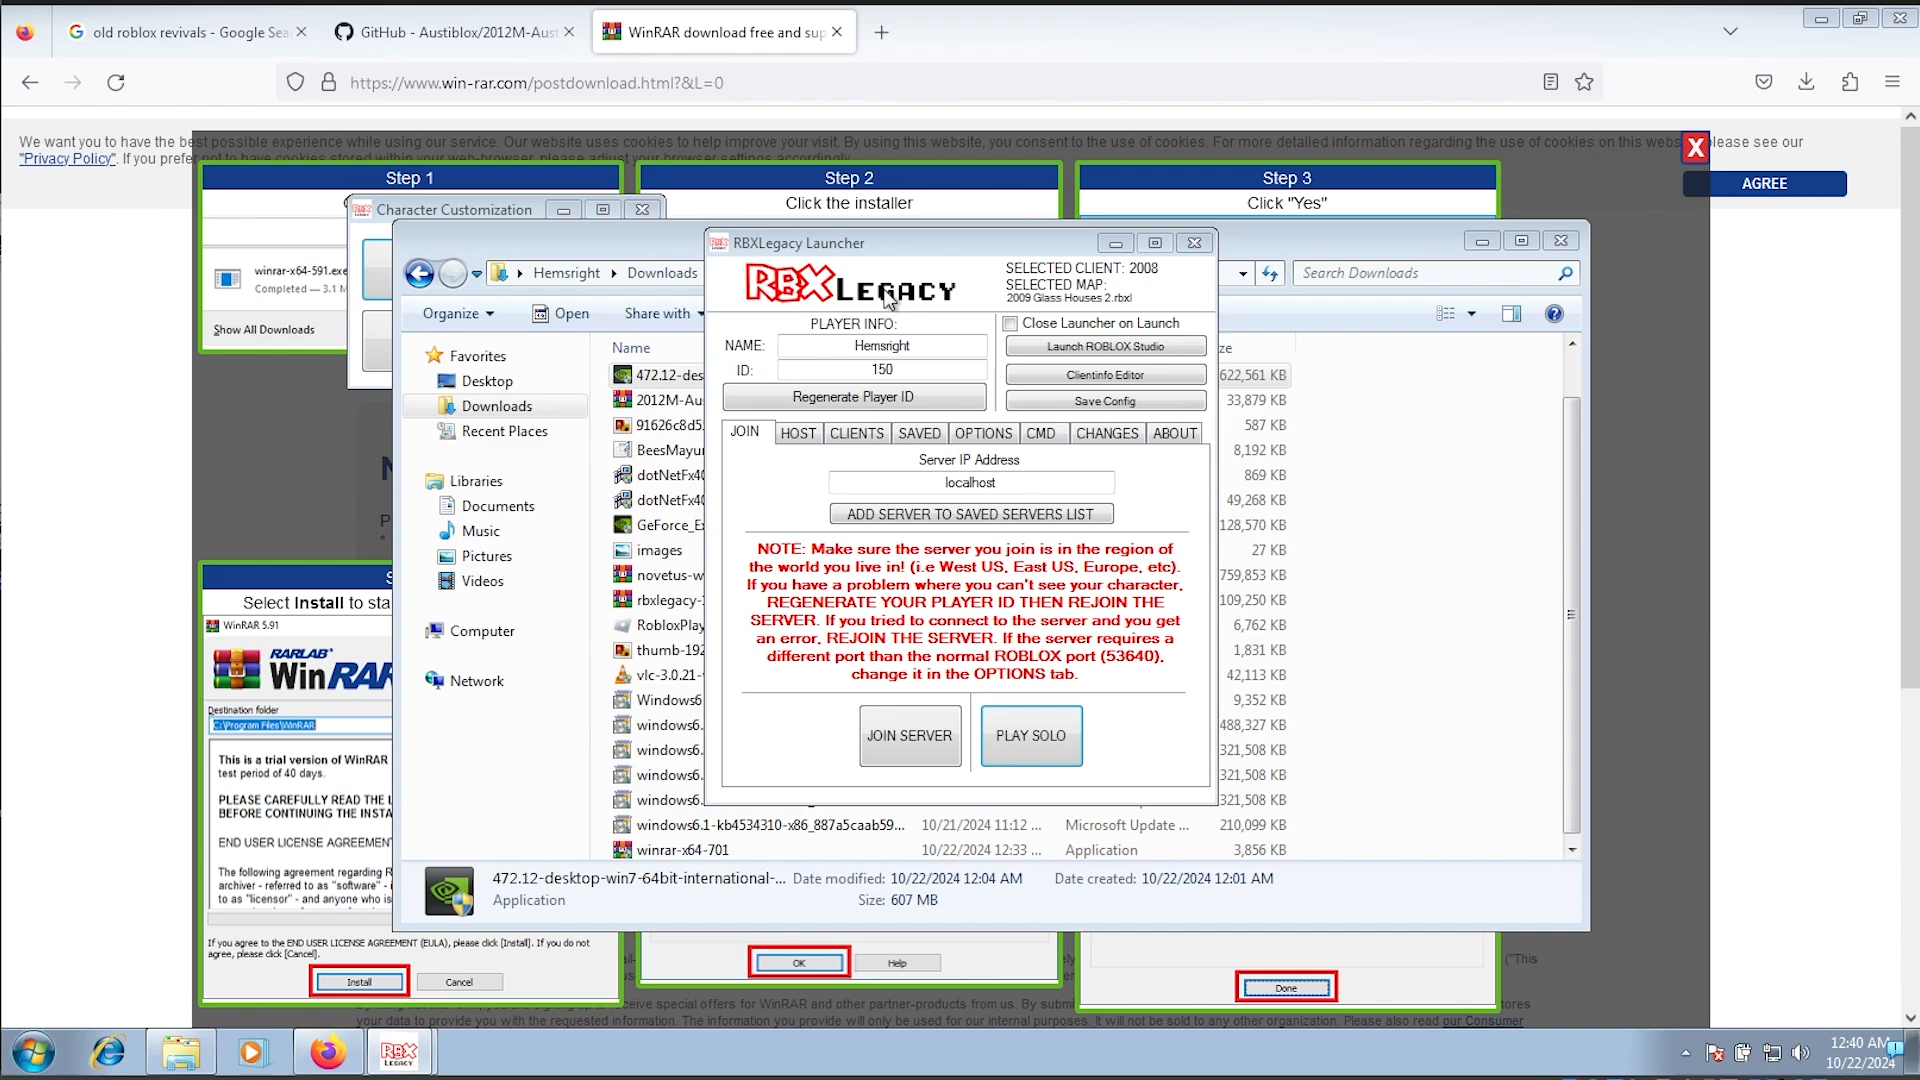 old roblox revivals - Google Sea
GitHub - Austiblox/2012M-Aust
WinRAR download free and sup
https://www.win-rar.com/postdownload.html?&L=0
We want you to have the best possible experience while using our service. Our website uses cookies to help improve your visit. By using this website, you consent to the use of cookies. For more detailed information regarding the use of cookies on this website please see our
"Privacy Policy". If you prefer not to have cookies stored within your web-browser, please adjust your browser settings accordingly.
X
AGREE
Step 1
Step 2
Step 3
Click the installer
Click "Yes"
Character Customization
winrar-x64-591.exe
Completed — 3.1 M
Show All Downloads
Hemsright
Downloads
Search Downloads
Organize
Open
Share with
Favorites
Desktop
Downloads
Recent Places
Libraries
Documents
Music
Pictures
Videos
Computer
Network
Name
ze
472.12-des
622,561 KB
2012M-Au
33,879 KB
91626c8d5
587 KB
BeesMayu
8,192 KB
dotNetFx40
869 KB
dotNetFx40
49,268 KB
GeForce_Ex
128,570 KB
images
27 KB
novetus-w
759,853 KB
rbxlegacy-
109,250 KB
RobloxPlay
6,762 KB
thumb-192
1,831 KB
vlc-3.0.21-
42,113 KB
Windows6
9,352 KB
windows6.
488,327 KB
windows6.
321,508 KB
windows6.
321,508 KB
windows6.
321,508 KB
windows6.1-kb4534310-x86_887a5caab59...
10/21/2024 11:12 ...
Microsoft Update ...
210,099 KB
winrar-x64-701
10/22/2024 12:33 ...
Application
3,856 KB
472.12-desktop-win7-64bit-international-...
Date modified: 10/22/2024 12:04 AM
Date created: 10/22/2024 12:01 AM
Application
Size: 607 MB
RBXLegacy Launcher
RBXLEGACY
SELECTED CLIENT: 2008
SELECTED MAP:
2009 Glass Houses 2.rbxl
PLAYER INFO:
NAME:
Hemsright
ID:
150
Regenerate Player ID
Close Launcher on Launch
Launch ROBLOX Studio
Clientinfo Editor
Save Config
JOIN
HOST
CLIENTS
SAVED
OPTIONS
CMD
CHANGES
ABOUT
Server IP Address
localhost
ADD SERVER TO SAVED SERVERS LIST
NOTE: Make sure the server you join is in the region of
the world you live in! (i.e West US, East US, Europe, etc).
If you have a problem where you can't see your character,
REGENERATE YOUR PLAYER ID THEN REJOIN THE
SERVER. If you tried to connect to the server and you get
an error, REJOIN THE SERVER. If the server requires a
different port than the normal ROBLOX port (53640),
change it in the OPTIONS tab.
JOIN SERVER
PLAY SOLO
Select Install to sta
WinRAR 5.91
RARLAB
WinRAR
Destination folder
C:\Program Files\WinRAR
This is a trial version of WinRAR
test period of 40 days.
PLEASE CAREFULLY READ THE L
BEFORE CONTINUING THE INSTA
END USER LICENSE AGREEMEN
The following agreement regarding R
archiver - referred to as "software" - i
to as "licensor" - and anyone who is
If you agree to the END USER LICENSE AGREEMENT (EULA), please click [Install]. If you do not
agree, please click [Cancel].
Install
Cancel
OK
Help
Done
("This
ceive special offers for WinRAR and other partner-products from us. By submi
tores
your data to provide you with the requested information. The information you provide will only be used for our internal purposes. It will not be sold to any other organization. Please also read our Consumer
RBX
LEGACY
12:40 AM
10/22/2024